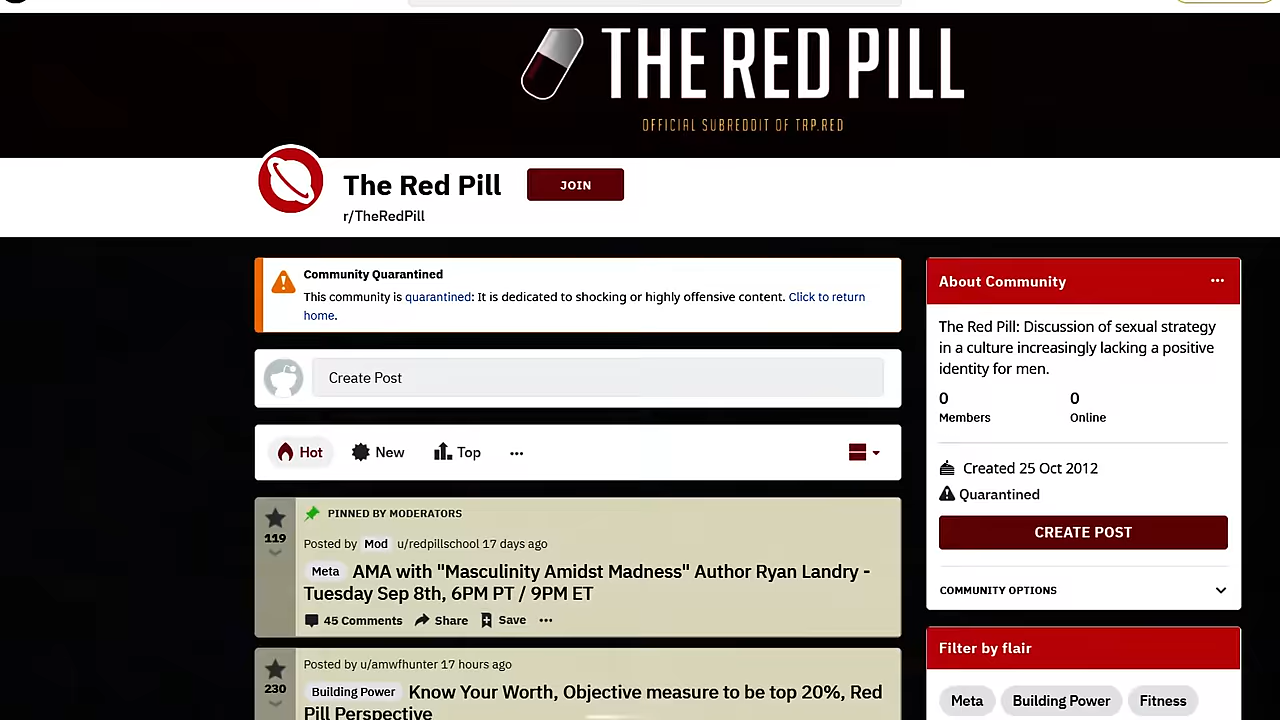 THE RED PILL
OFFICIAL SUBREDDIT OF TRP.RED
The Red Pill
JOIN
r/TheRedPill
Community Quarantined
This community is quarantined: It is dedicated to shocking or highly offensive content. Click to return
home.
Create Post
Hot
New
Top
PINNED BY MODERATORS
119
Posted by Mod u/redpillschool 17 days ago
Meta AMA with "Masculinity Amidst Madness" Author Ryan Landry -
Tuesday Sep 8th, 6PM PT / 9PM ET
45 Comments Share Save
230
Posted by u/amwfhunter 17 hours ago
Building Power Know Your Worth, Objective measure to be top 20%, Red
Pill Perspective
About Community
The Red Pill: Discussion of sexual strategy
in a culture increasingly lacking a positive
identity for men.
0 0
Members Online
Created 25 Oct 2012
Quarantined
CREATE POST
COMMUNITY OPTIONS
Filter by flair
Meta Building Power Fitness